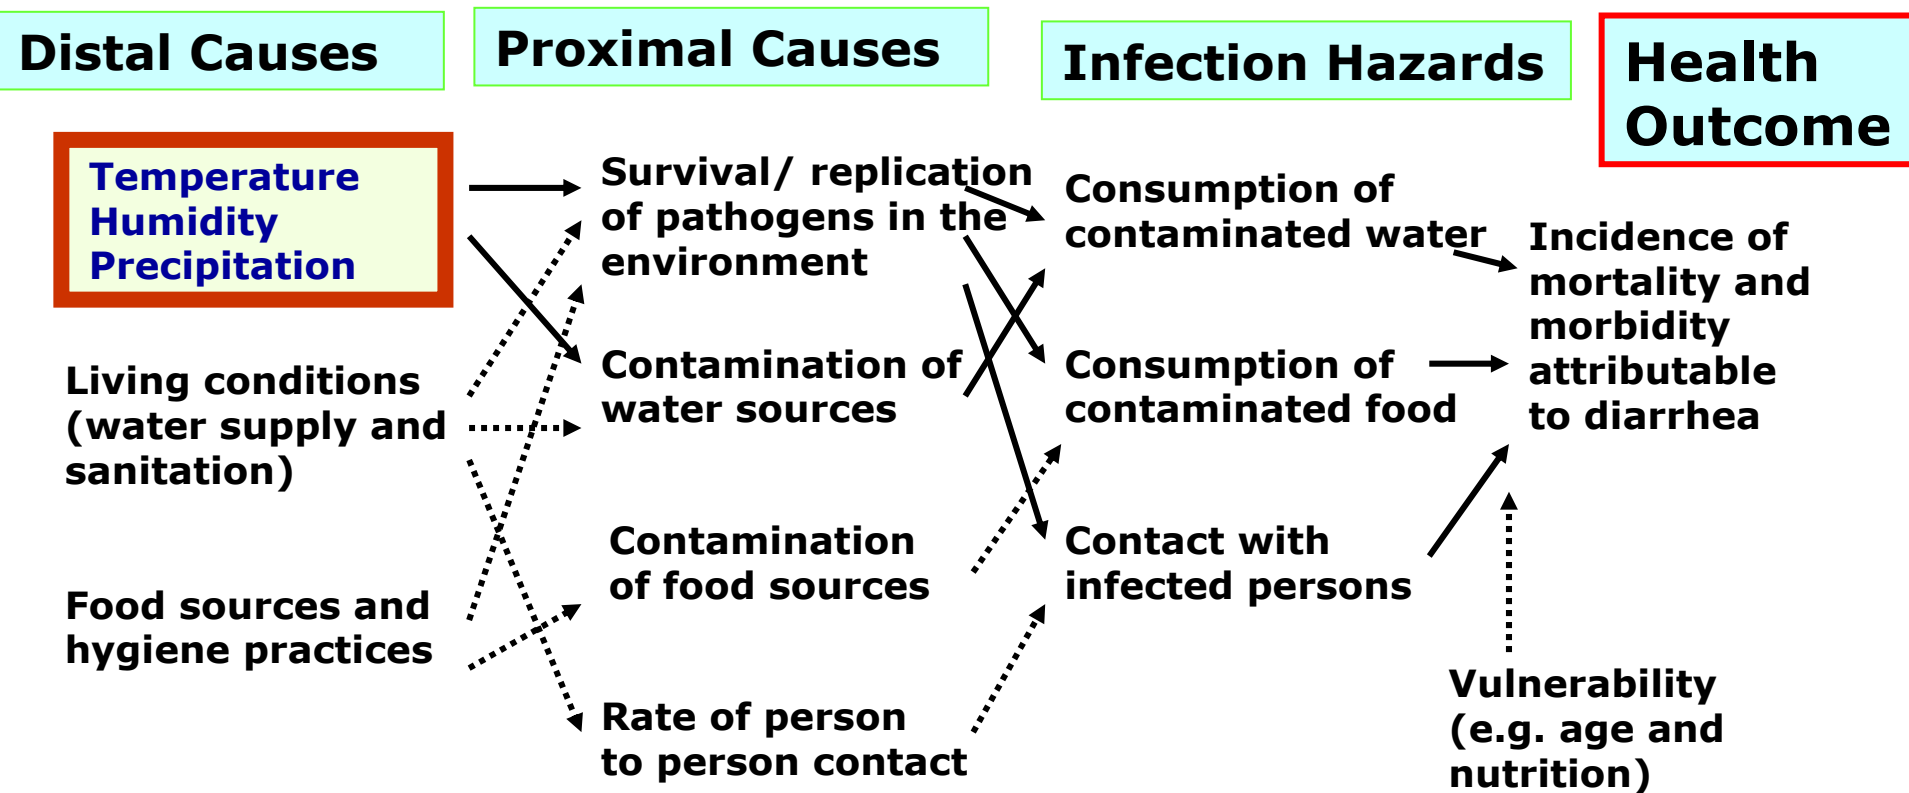 Distal Causes
Proximal Causes
Infection Hazards
Health
Outcome
Temperature
Humidity
Precipitation
Living conditions
(water supply and
sanitation)
Food sources and
hygiene practices
Survival/ replication
of pathogens in the
environment
Contamination of
water sources
Contamination
of food sources
Rate of person
to person contact
Consumption of
contaminated water
Consumption of
contaminated food
Contact with
infected persons
Incidence of
mortality and
morbidity
attributable
to diarrhea
Vulnerability
(e.g. age and
nutrition)